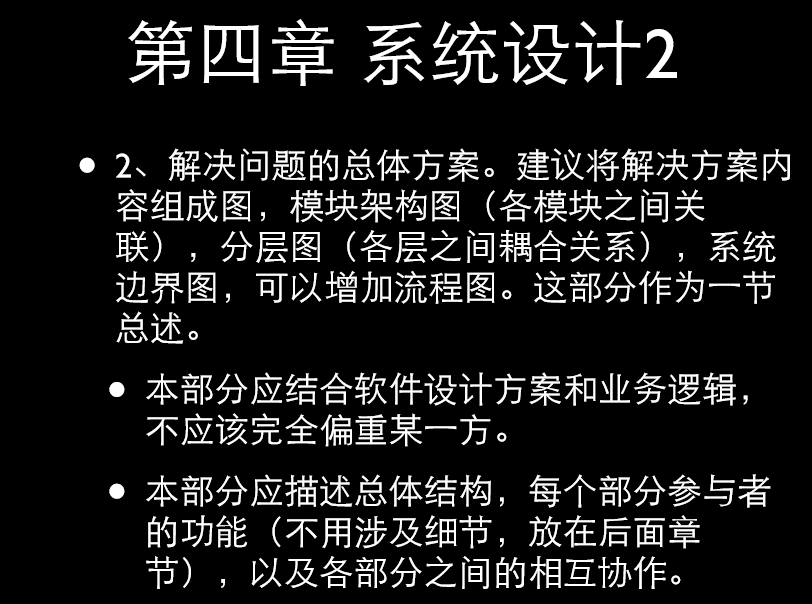 第四章 系统设计2
• 2、解决问题的总体方案。建议将解决方案内
容组成图，模块架构图（各模块之间关
联），分层图（各层之间耦合关系），系统
边界图，可以增加流程图。这部分作为一节
总述。
• 本部分应结合软件设计方案和业务逻辑，
不应该完全偏重某一方。
• 本部分应描述总体结构，每个部分参与者
的功能（不用涉及细节，放在后面章
节），以及各部分之间的相互协作。